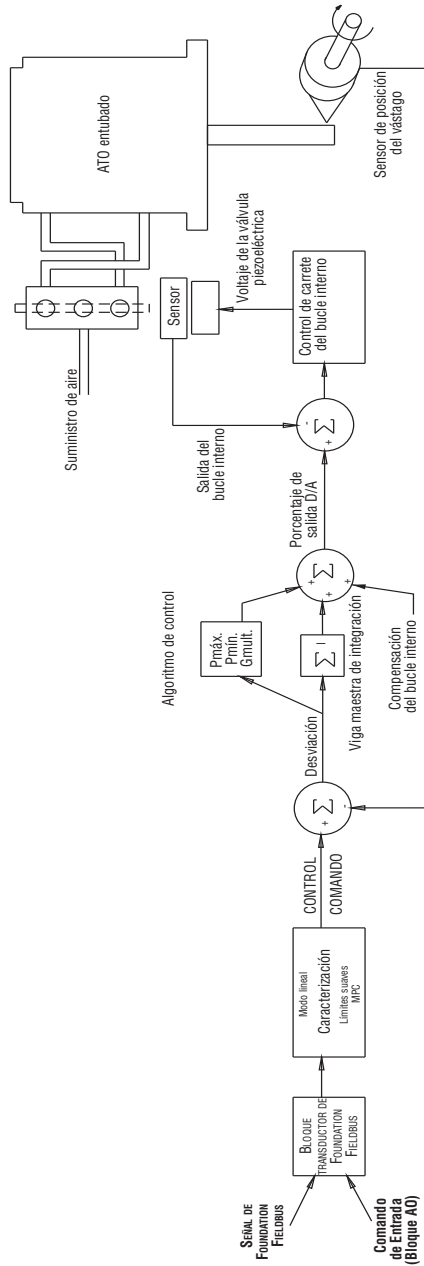 SEÑAL DE
FOUNDATION
FIELDBUS
Comando
de Entrada
(Bloque AO)
BLOQUE
TRANSDUCTOR DE
FOUNDATION
FIELDBUS
Modo lineal
Caracterización
Límites suaves
MPC
CONTROL
COMANDO
+
Σ
-
Desviación
Algoritmo de control
Pmáx.
Pmín.
Gmult.
Σ
I
Viga maestra de integración
+
Σ
+
+
Compensación
del bucle interno
Porcentaje de
salida D/A
-
Σ
+
Salida del
bucle interno
Control de carrete
del bucle interno
Sensor
Voltaje de la válvula
piezoeléctrica
Suministro de aire
ATO entubado
Sensor de posición
del vástago